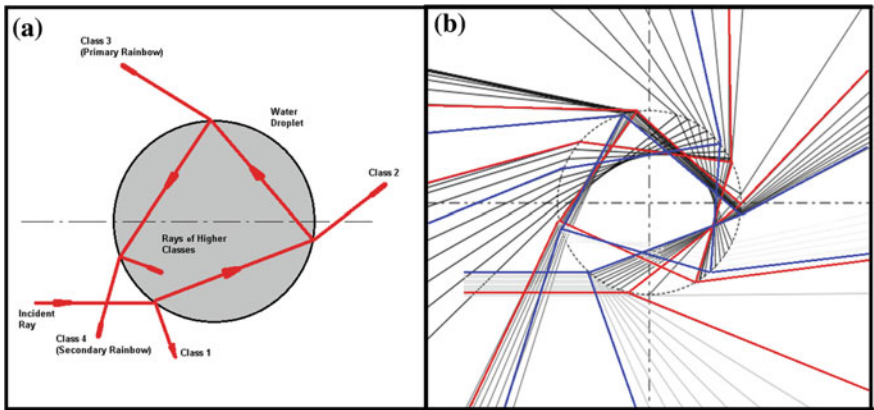 (a)
Class 3
(Primary Rainbow)
Water
Droplet
Class 2
Rays of Higher
Classes
Incident
Ray
Class 4
(Secondary Rainbow)
Class 1
(b)